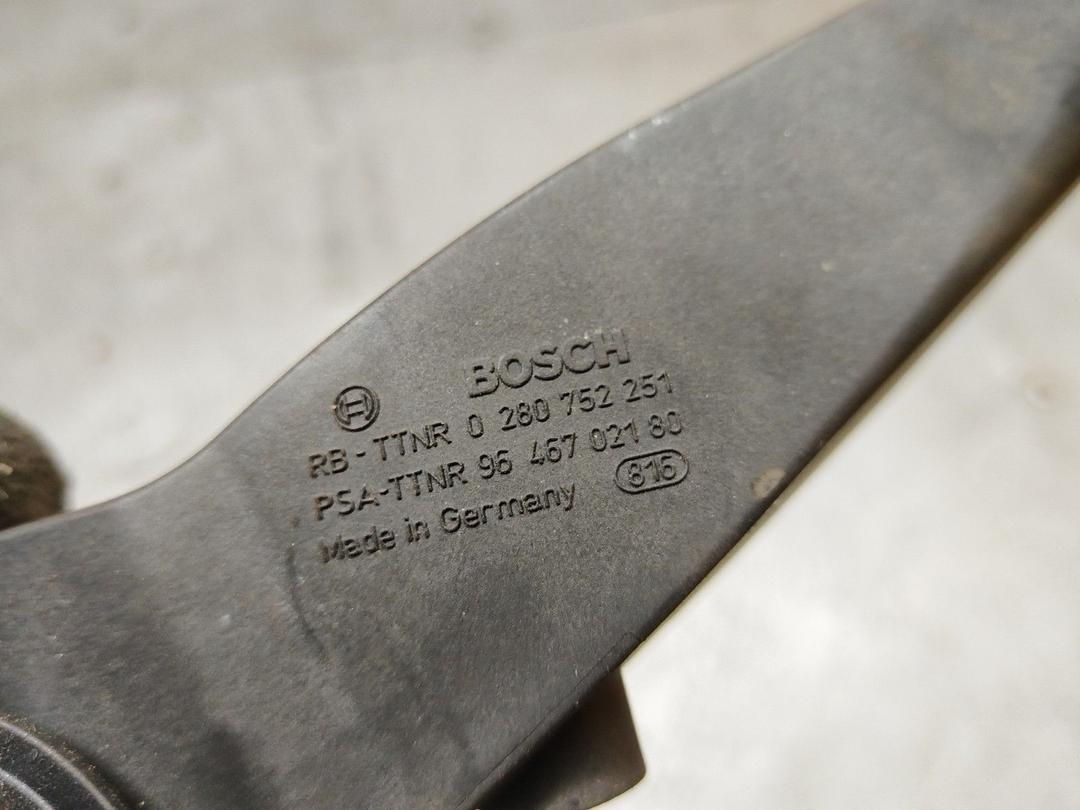 BOSCH
RB-TTNR 0 280 752 251
PSA-TTNR 96 467 021 80
Made in Germany 816